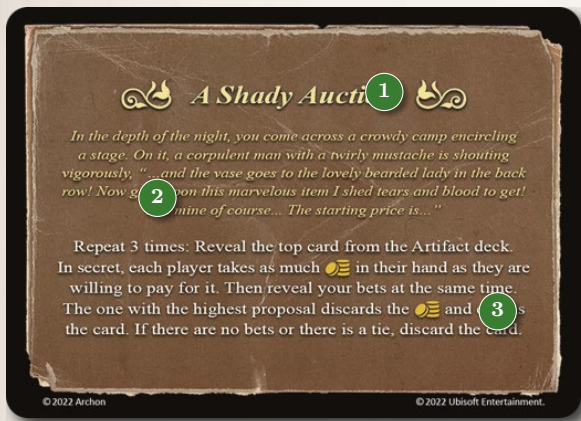 A Shady
1
In the depth of the night, you come across a crowdy camp encircling
a stage. On it, a corpulent man with a twirly mustache is shouting
vigorously, “...and the vase goes to the lovely bearded lady in the back
row! Now upon this marvelous item I shed tears and blood to get!
2
mine of course... The starting price is...”
Repeat 3 times: Reveal the top card from the Artifact deck.
In secret, each player takes as much in their hand as they are
willing to pay for it. Then reveal your bets at the same time.
The one with the highest proposal discards the and
3
the card. If there are no bets or there is a tie, discard the card.
© 2022 Archon
© 2022 Ubisoft Entertainment.